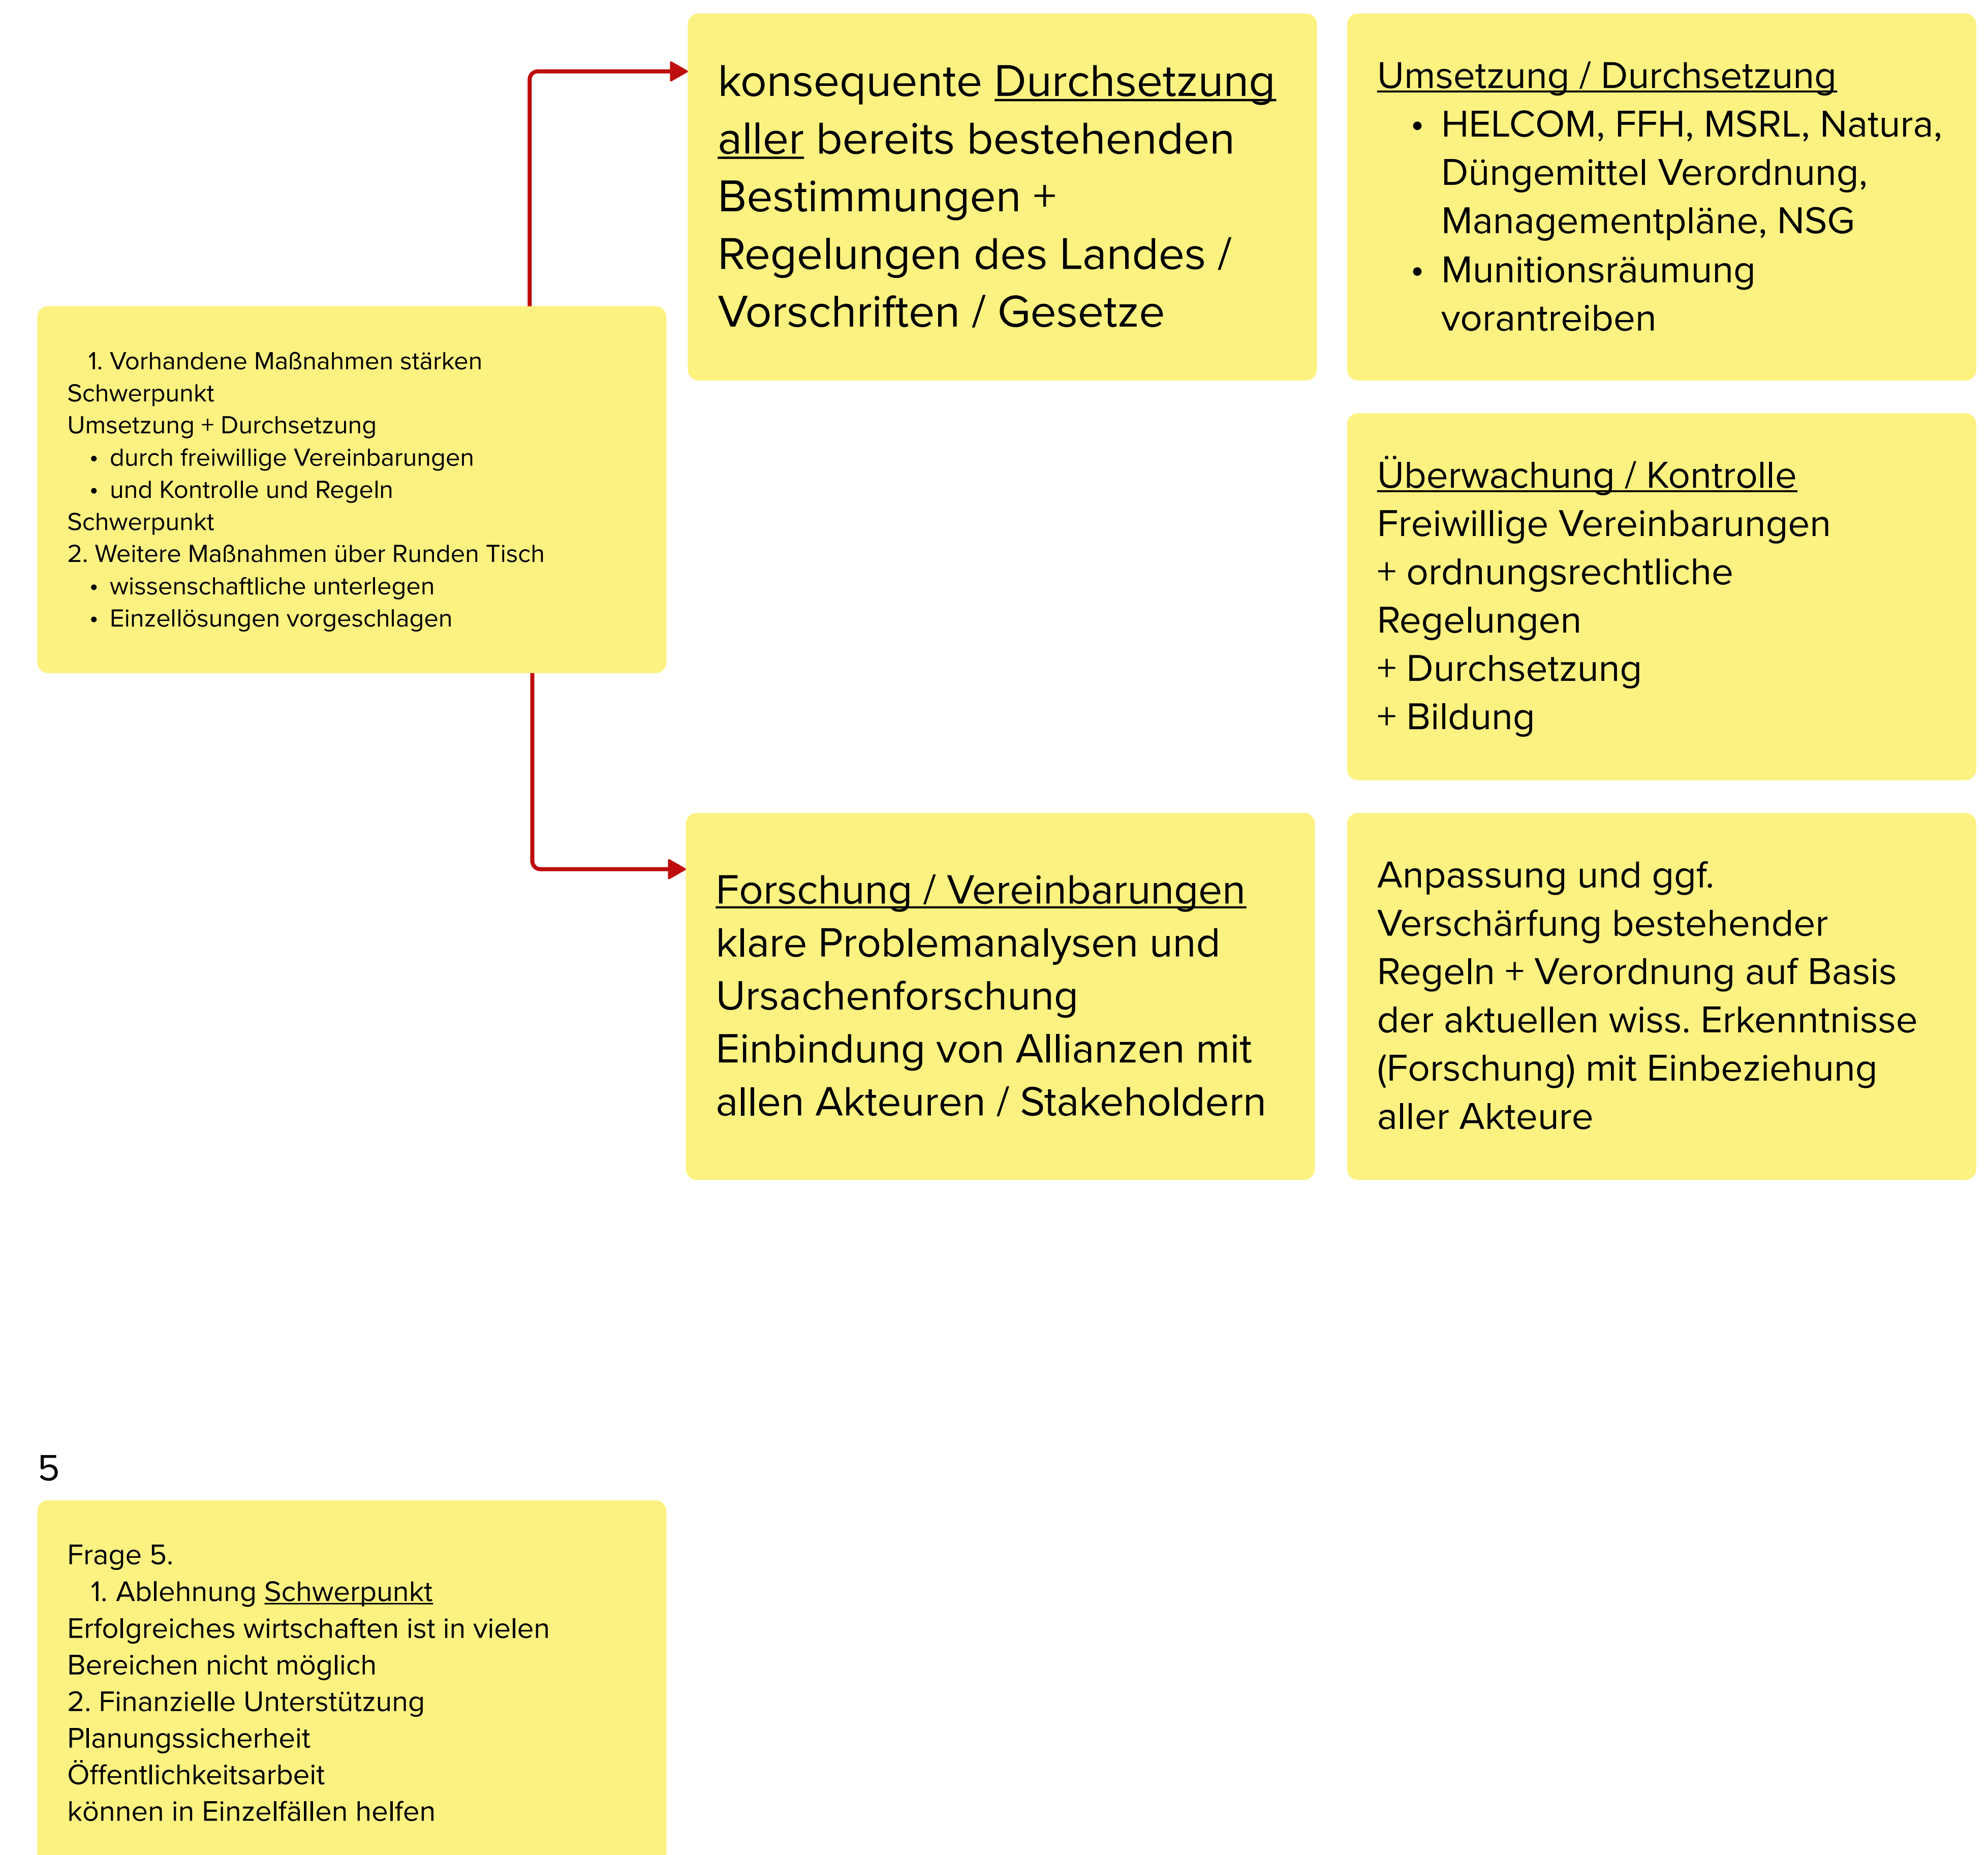 konsequente Durchsetzung
aller bereits bestehenden
Bestimmungen +
Regelungen des Landes /
Vorschriften / Gesetze
Umsetzung / Durchsetzung
• HELCOM, FFH, MSRL, Natura,
Düngemittel Verordnung,
Managementpläne, NSG
• Munitionsräumung
vorantreiben
1. Vorhandene Maßnahmen stärken
Schwerpunkt
Umsetzung + Durchsetzung
• durch freiwillige Vereinbarungen
• und Kontrolle und Regeln
Schwerpunkt
2. Weitere Maßnahmen über Runden Tisch
• wissenschaftliche unterlegen
• Einzellösungen vorgeschlagen
Überwachung / Kontrolle
Freiwillige Vereinbarungen
+ ordnungsrechtliche
Regelungen
+ Durchsetzung
+ Bildung
Forschung / Vereinbarungen
klare Problemanalysen und
Ursachenforschung
Einbindung von Allianzen mit
allen Akteuren / Stakeholdern
Anpassung und ggf.
Verschärfung bestehender
Regeln + Verordnung auf Basis
der aktuellen wiss. Erkenntnisse
(Forschung) mit Einbeziehung
aller Akteure
5
Frage 5.
1. Ablehnung Schwerpunkt
Erfolgreiches wirtschaften ist in vielen
Bereichen nicht möglich
2. Finanzielle Unterstützung
Planungssicherheit
Öffentlichkeitsarbeit
können in Einzelfällen helfen